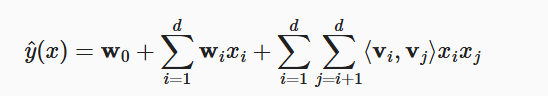 ŷ(x) = w₀ + ∑_{i=1}^{d} wᵢxᵢ + ∑_{i=1}^{d} ∑_{j=i+1}^{d} ⟨vᵢ, vⱼ⟩xᵢxⱼ